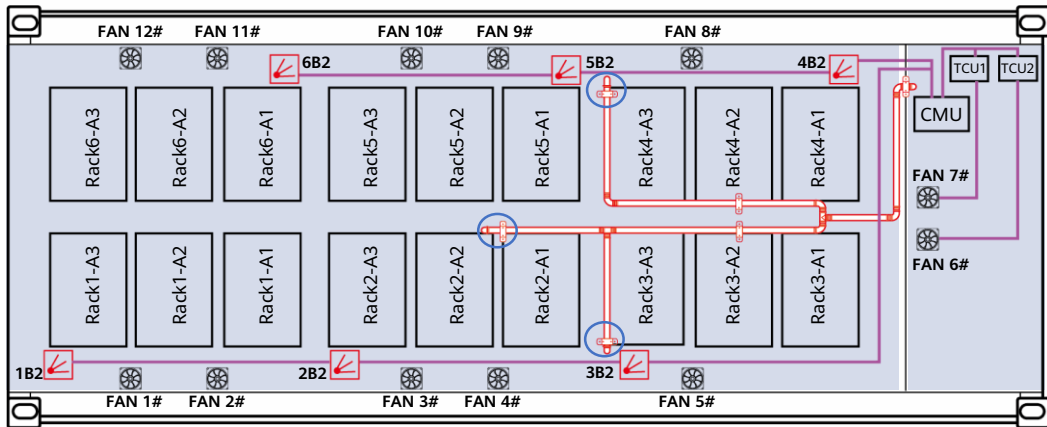 FAN 12# FAN 11# FAN 10# FAN 9# FAN 8#
6B2 5B2 4B2 TCU1 TCU2
CMU
Rack6-A3 Rack6-A2 Rack6-A1 Rack5-A3 Rack5-A2 Rack5-A1 Rack4-A3 Rack4-A2 Rack4-A1
FAN 7#
FAN 6#
Rack1-A3 Rack1-A2 Rack1-A1 Rack2-A3 Rack2-A2 Rack2-A1 Rack3-A3 Rack3-A2 Rack3-A1
1B2 2B2 3B2
FAN 1# FAN 2# FAN 3# FAN 4# FAN 5#